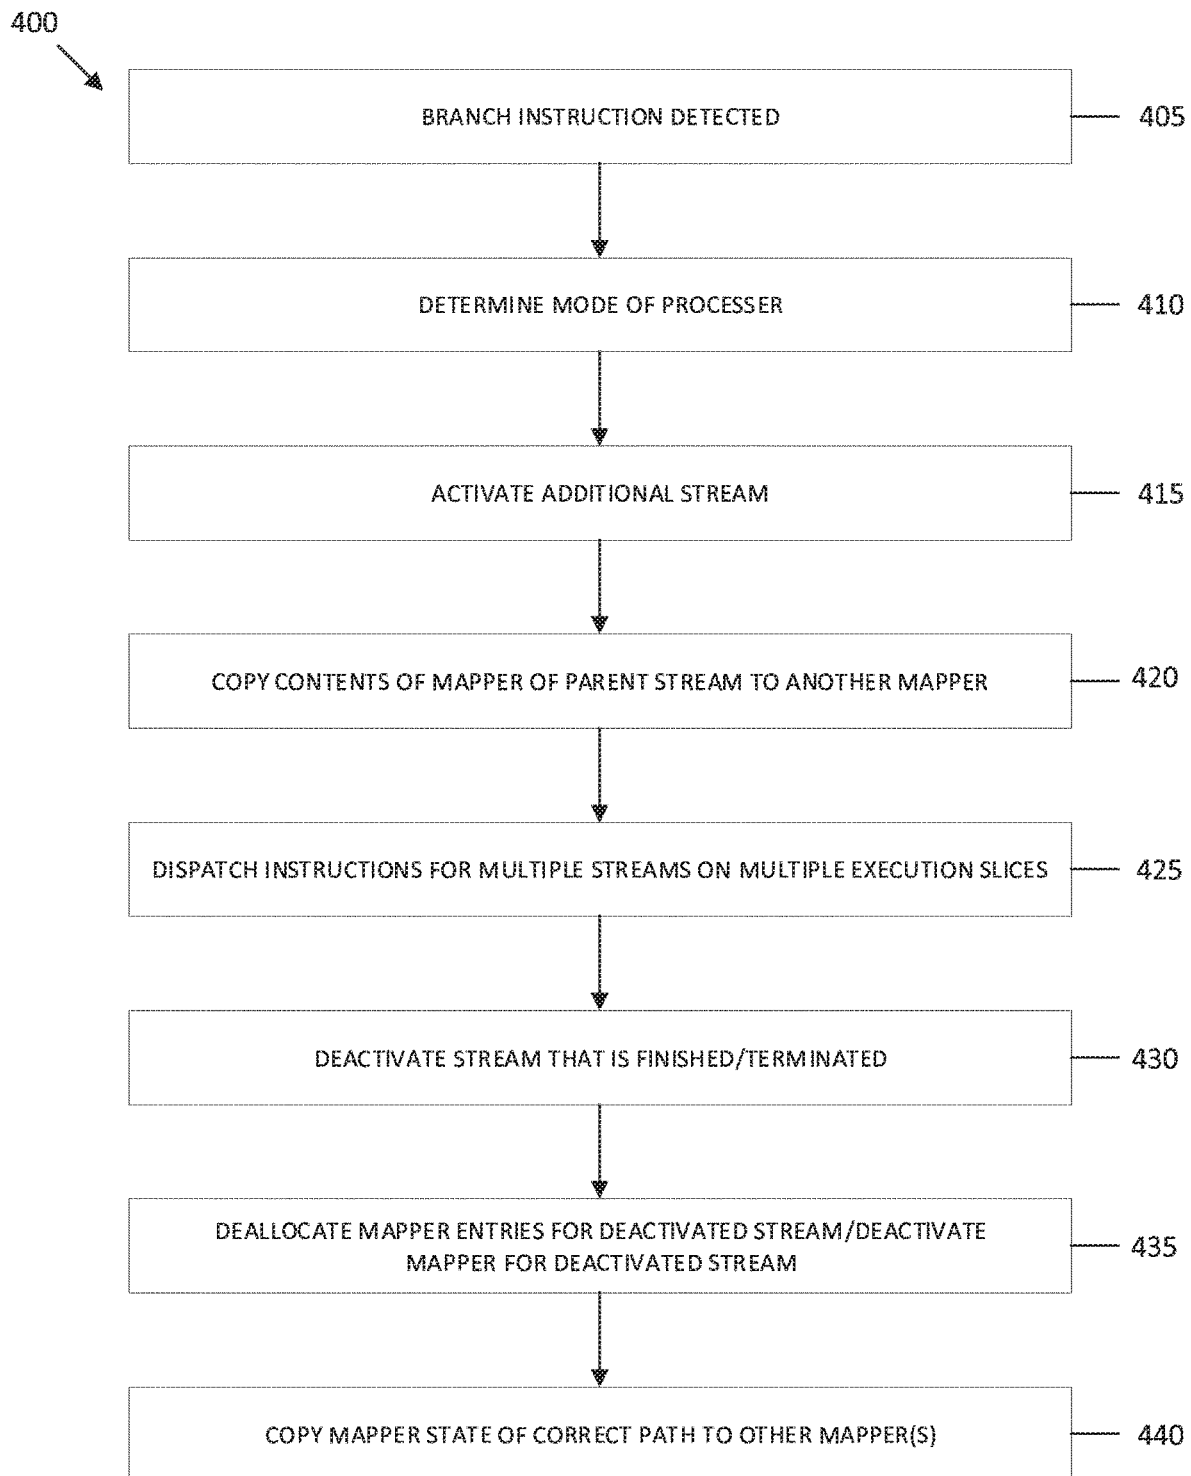 400
BRANCH INSTRUCTION DETECTED
405
DETERMINE MODE OF PROCESSER
410
ACTIVATE ADDITIONAL STREAM
415
COPY CONTENTS OF MAPPER OF PARENT STREAM TO ANOTHER MAPPER
420
DISPATCH INSTRUCTIONS FOR MULTIPLE STREAMS ON MULTIPLE EXECUTION SLICES
425
DEACTIVATE STREAM THAT IS FINISHED/TERMINATED
430
DEALLOCATE MAPPER ENTRIES FOR DEACTIVATED STREAM/DEACTIVATE
MAPPER FOR DEACTIVATED STREAM
435
COPY MAPPER STATE OF CORRECT PATH TO OTHER MAPPER(S)
440